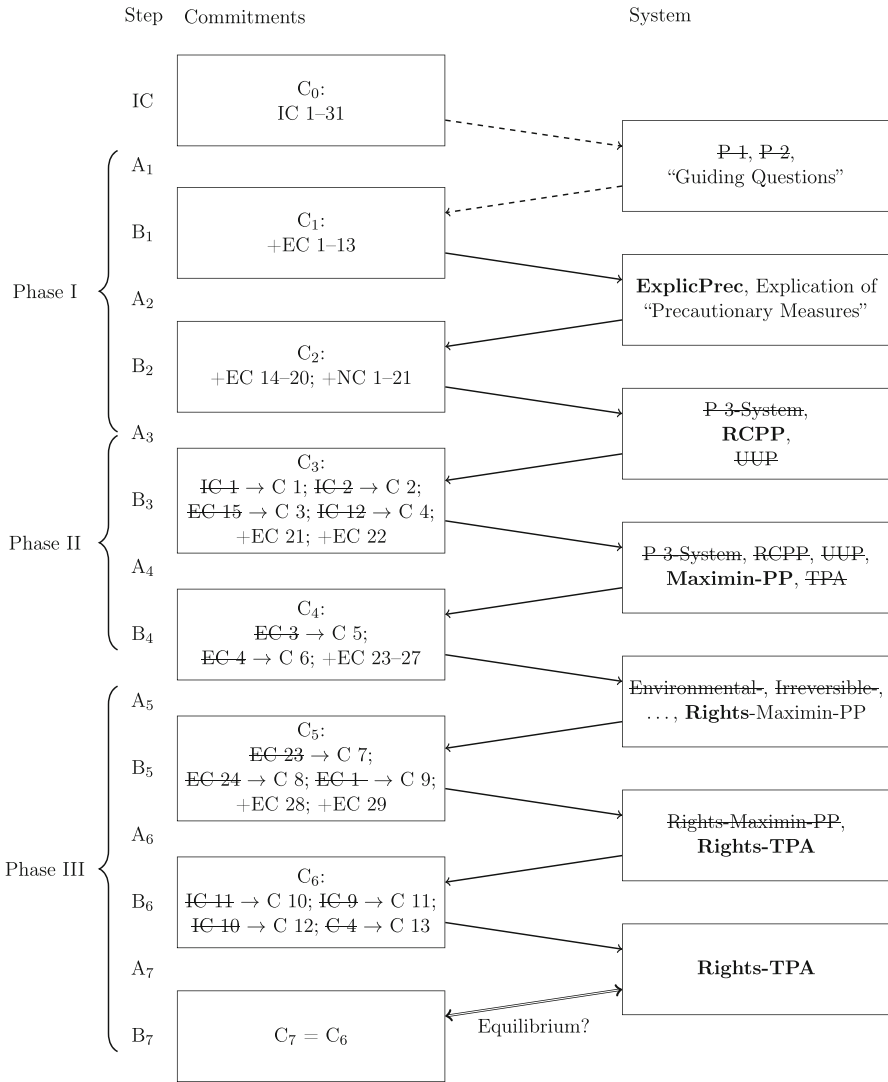 Step Commitments System
IC
C₀:
IC 1–31
P 1, P 2,
“Guiding Questions”
A₁
B₁
C₁:
+EC 1–13
Phase I
ExplicPrec, Explication of
“Precautionary Measures”
A₂
B₂
C₂:
+EC 14–20; +NC 1–21
P 3-System,
RCPP,
UUP
A₃
B₃
C₃:
IC 1 → C 1; IC 2 → C 2;
EC 15 → C 3; IC 12 → C 4;
+EC 21; +EC 22
Phase II
P 3-System, RCPP, UUP,
Maximin-PP, TPA
A₄
B₄
C₄:
EC 3 → C 5;
EC 4 → C 6; +EC 23–27
Environmental-, Irreversible-,
..., Rights-Maximin-PP
A₅
B₅
C₅:
EC 23 → C 7;
EC 24 → C 8; EC 1 → C 9;
+EC 28; +EC 29
Rights-Maximin-PP,
Rights-TPA
A₆
Phase III
B₆
C₆:
IC 11 → C 10; IC 9 → C 11;
IC 10 → C 12; C 4 → C 13
Rights-TPA
A₇
Equilibrium?
B₇
C₇ = C₆